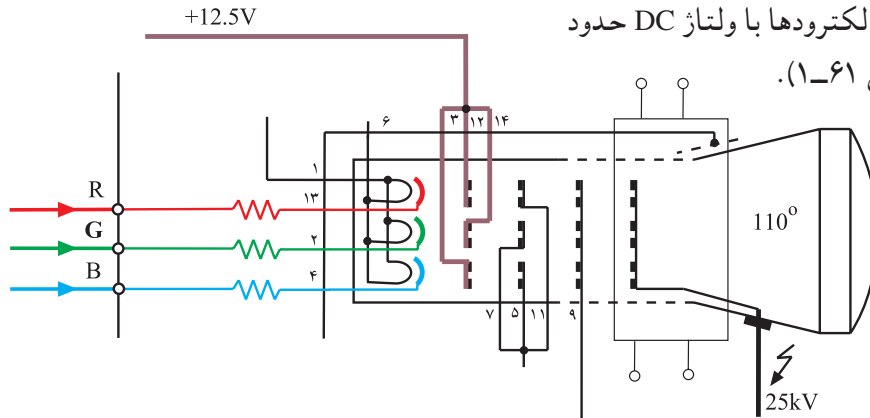 +12.5V
لکترودها با ولتاژ DC حدود
۱ــ۶۱).
۶ ۳ ۱۲ ۱۴
۱
R ۱۳
G ۲
B ۴
110°
۷ ۵ ۱۱ ۹
25kV